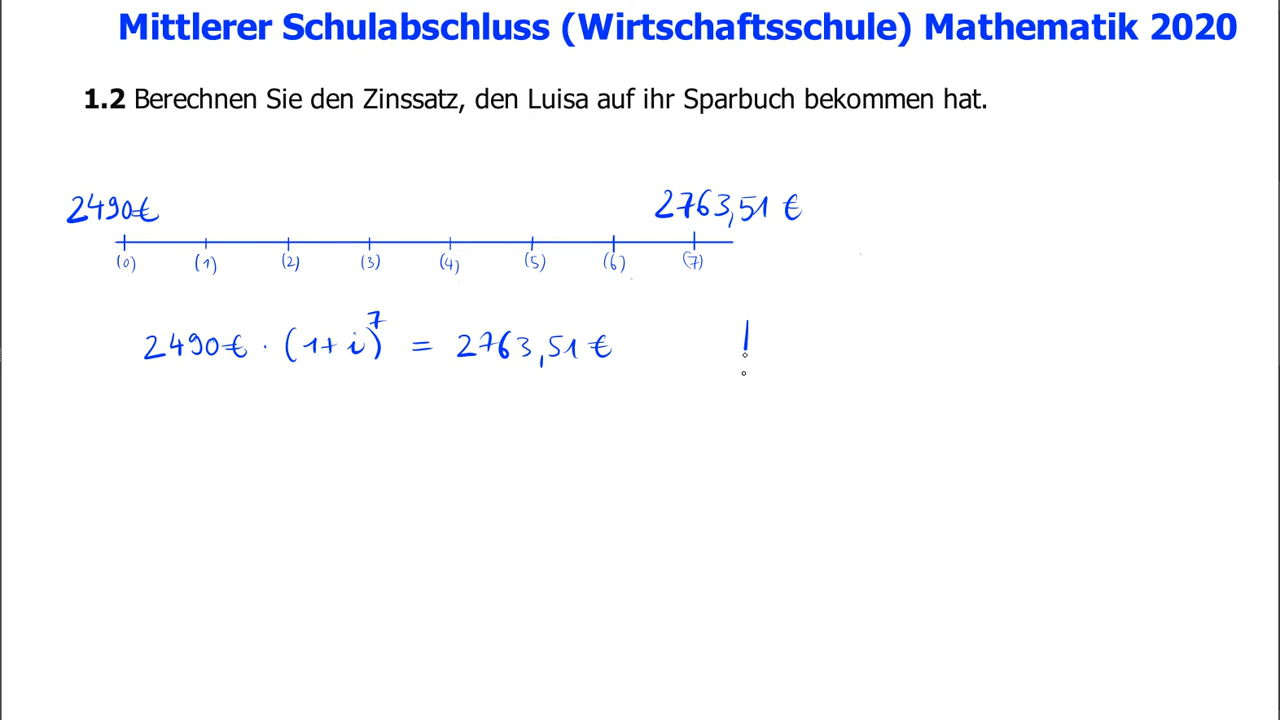 Mittlerer Schulabschluss (Wirtschaftsschule) Mathematik 2020
1.2 Berechnen Sie den Zinssatz, den Luisa auf ihr Sparbuch bekommen hat.
2490€ 2763,51 €
(0) (1) (2) (3) (4) (5) (6) (7)
2490€ · (1+i)⁷ = 2763,51 €